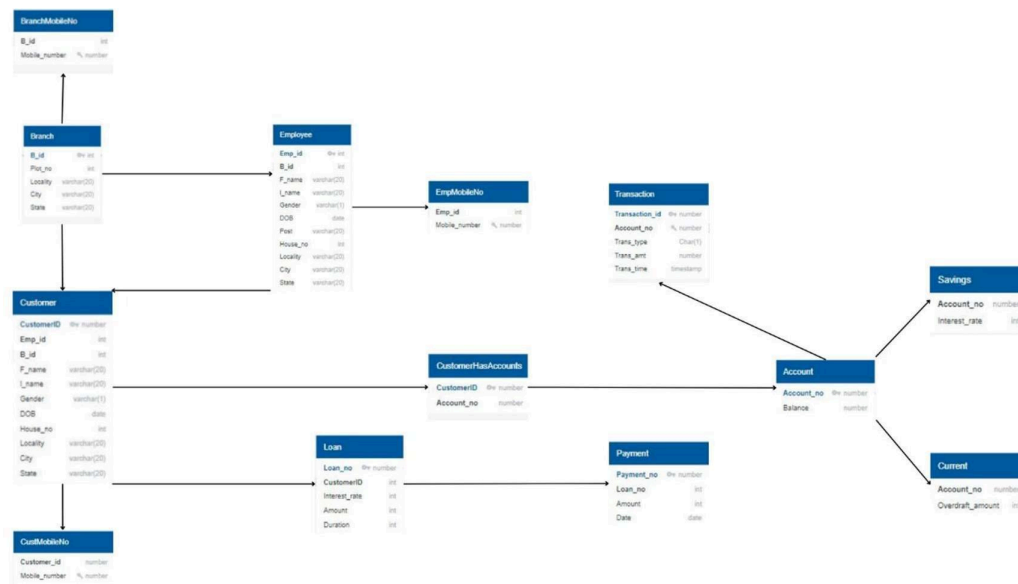 BranchMobileNo
B_id int
Mobile_number number
Branch
B_id int
Plot_no int
Locality varchar(20)
City varchar(20)
State varchar(20)
Employee
Emp_id int
B_id int
F_name varchar(20)
l_name varchar(20)
Gender varchar(1)
DOB date
Post varchar(20)
House_no int
Locality varchar(20)
City varchar(20)
State varchar(20)
EmpMobileNo
Emp_id int
Mobile_number number
Transaction
Transaction_id number
Account_no number
Trans_type Char(1)
Trans_amt number
Trans_time timestamp
Savings
Account_no number
Interest_rate int
Customer
CustomerID number
Emp_id int
B_id int
F_name varchar(20)
l_name varchar(20)
Gender varchar(1)
DOB date
House_no int
Locality varchar(20)
City varchar(20)
State varchar(20)
CustomerHasAccounts
CustomerID number
Account_no number
Account
Account_no number
Balance number
Loan
Loan_no number
CustomerID int
Interest_rate int
Amount int
Duration int
Payment
Payment_no number
Loan_no int
Amount int
Date date
Current
Account_no number
Overdraft_amount in
CustMobileNo
Customer_id number
Mobile_number number